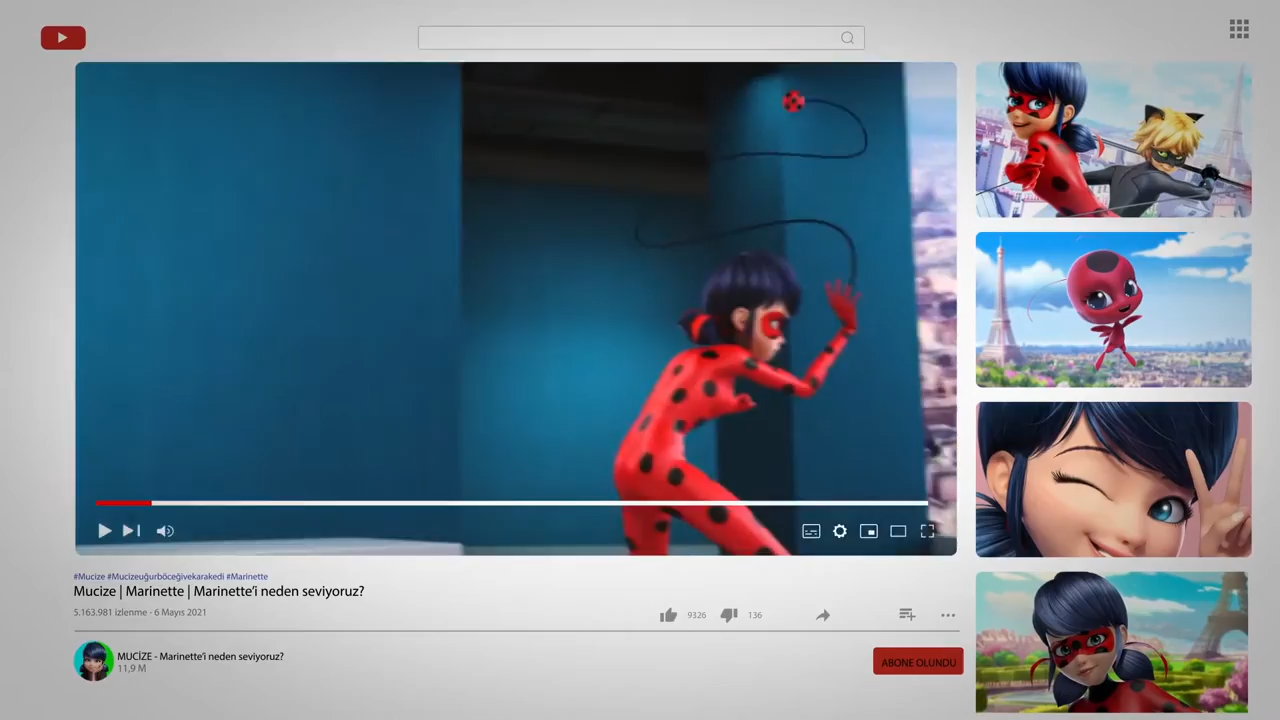 #Mucize #Mucizeuğurböceğivekarakedi #Marinette
Mucize | Marinette | Marinette'i neden seviyoruz?
5.163.981 izlenme - 6 Mayıs 2021
9326
136
MUCİZE - Marinette'i neden seviyoruz?
11,9 M
ABONE OLUNDU